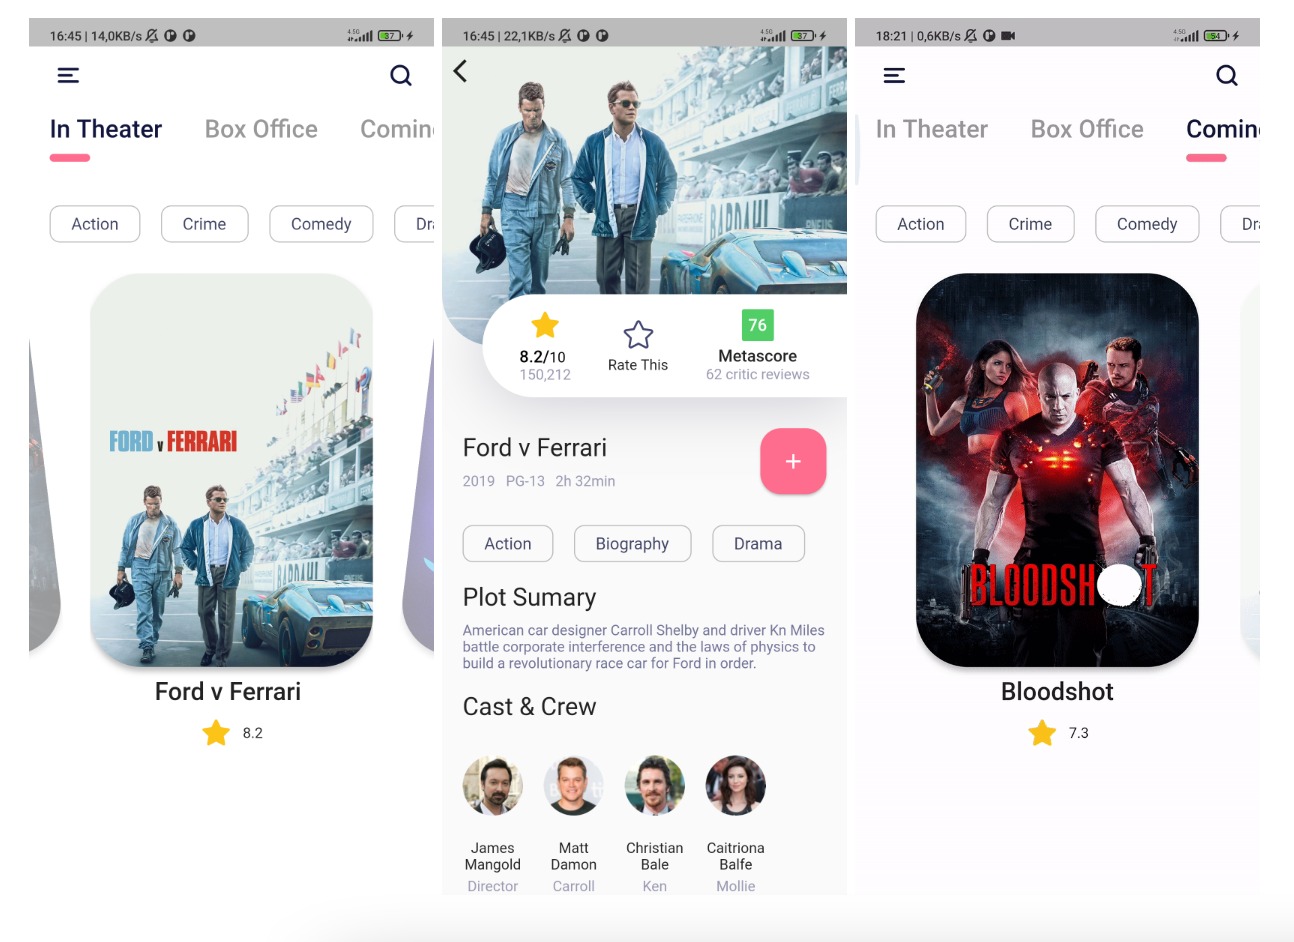 16:45 | 14,0KB/s
4.5G
37
In Theater
Box Office
Comin
Action
Crime
Comedy
Dr
FORD v FERRARI
Ford v Ferrari
8.2
16:45 | 22,1KB/s
4.5G
37
BARDAHL
8.2/10
150,212
Rate This
76
Metascore
62 critic reviews
Ford v Ferrari
+
2019 PG-13 2h 32min
Action
Biography
Drama
Plot Sumary
American car designer Carroll Shelby and driver Kn Miles
battle corporate interference and the laws of physics to
build a revolutionary race car for Ford in order.
Cast & Crew
James
Mangold
Director
Matt
Damon
Carroll
Christian
Bale
Ken
Caitriona
Balfe
Mollie
18:21 | 0,6KB/s
4.5G
54
In Theater
Box Office
Comin
Action
Crime
Comedy
Dr
BLOODSHOT
Bloodshot
7.3